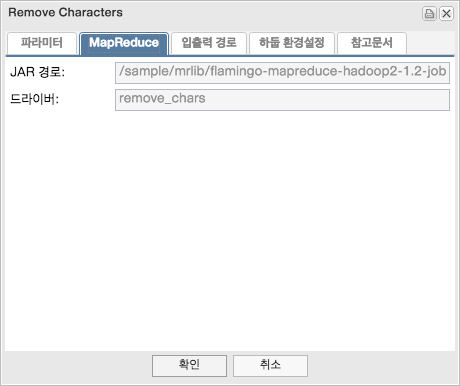 Remove Characters
파라미터 MapReduce 입출력 경로 하둡 환경설정 참고문서
JAR 경로: /sample/mrlib/flamingo-mapreduce-hadoop2-1.2-job
드라이버: remove_chars
확인 취소